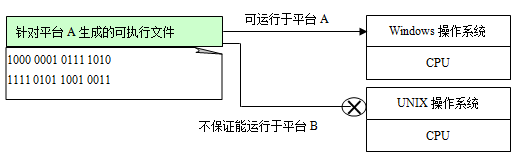 针对平台 A 生成的可执行文件
1000 0001 0111 1010
1111 0101 1001 0011
可运行于平台 A
Windows 操作系统
CPU
不保证能运行于平台 B
UNIX 操作系统
CPU